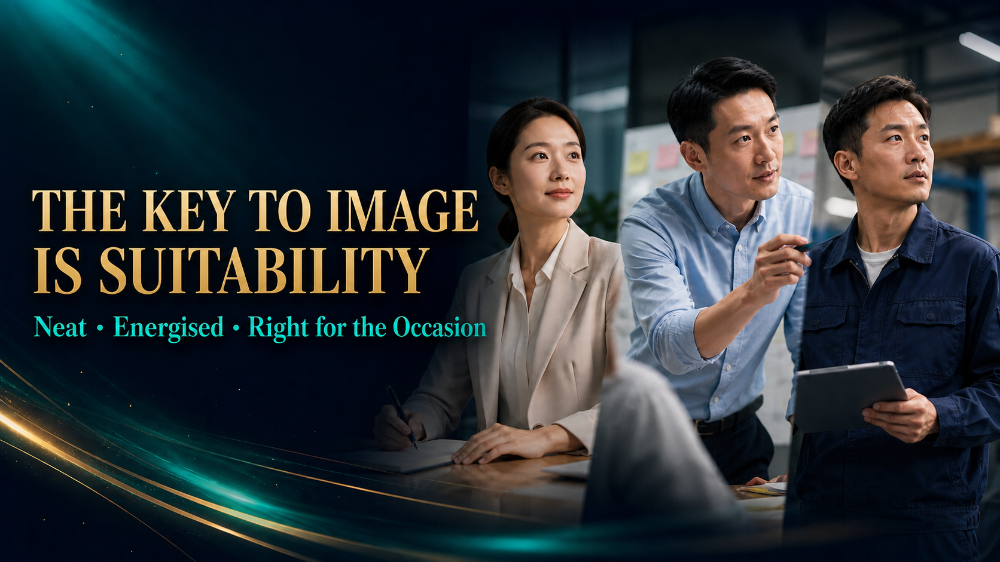 THE KEY TO IMAGE
IS SUITABILITY
Neat • Energised • Right for the Occasion